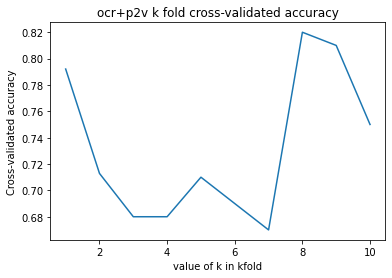 ocr+p2v k fold cross-validated accuracy
0.82
0.80
0.78
0.76
0.74
0.72
0.70
0.68
Cross-validated accuracy
2 4 6 8 10
value of k in kfold